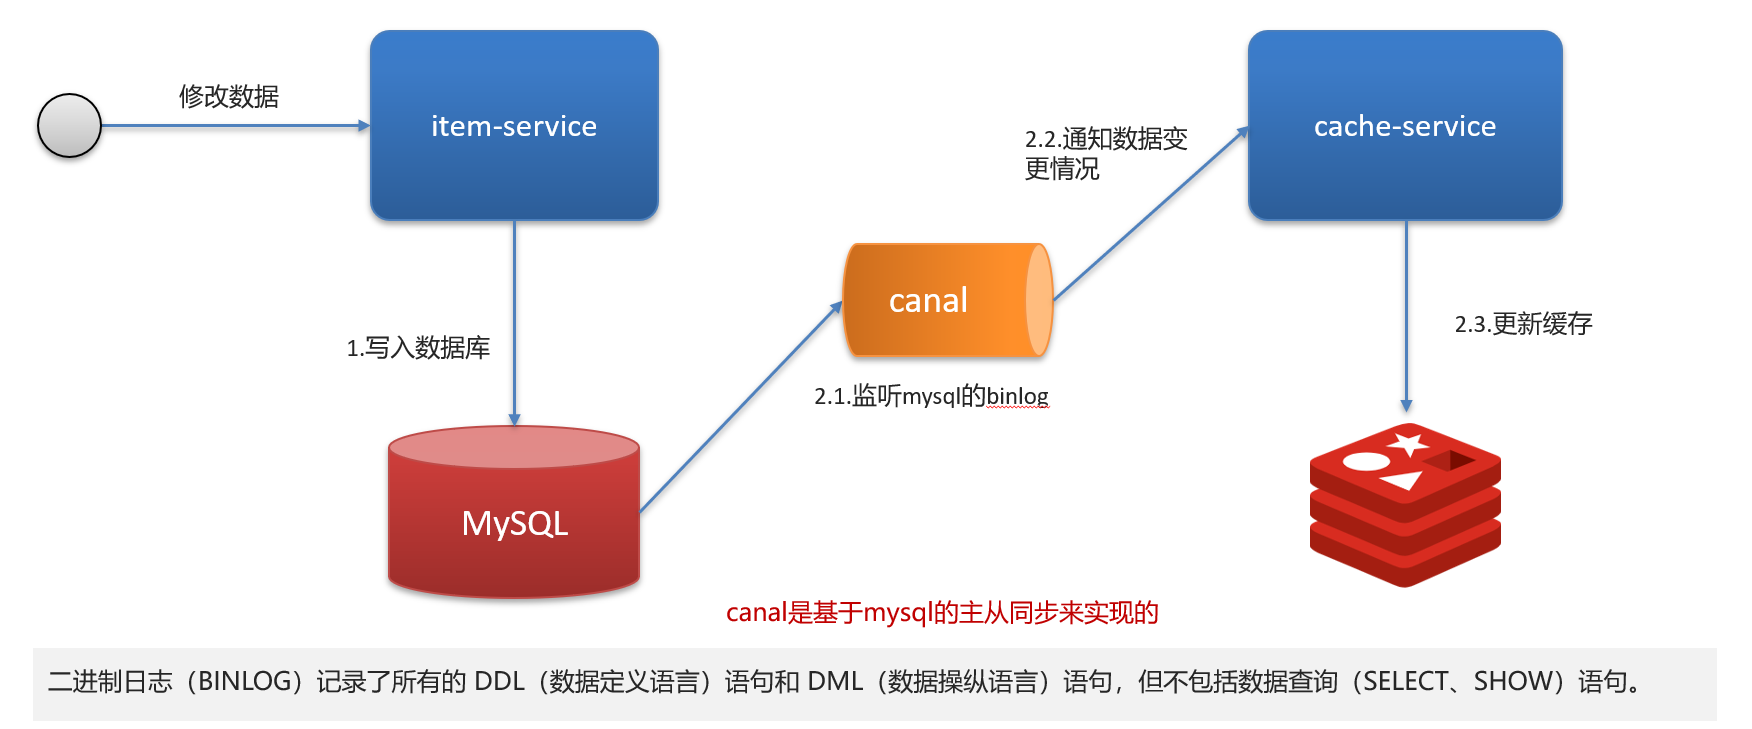 修改数据
item-service
cache-service
2.2.通知数据变
更情况
canal
1.写入数据库
2.3.更新缓存
2.1.监听mysql的binlog
MySQL
canal是基于mysql的主从同步来实现的
二进制日志（BINLOG）记录了所有的 DDL（数据定义语言）语句和 DML（数据操纵语言）语句，但不包括数据查询（SELECT、SHOW）语句。